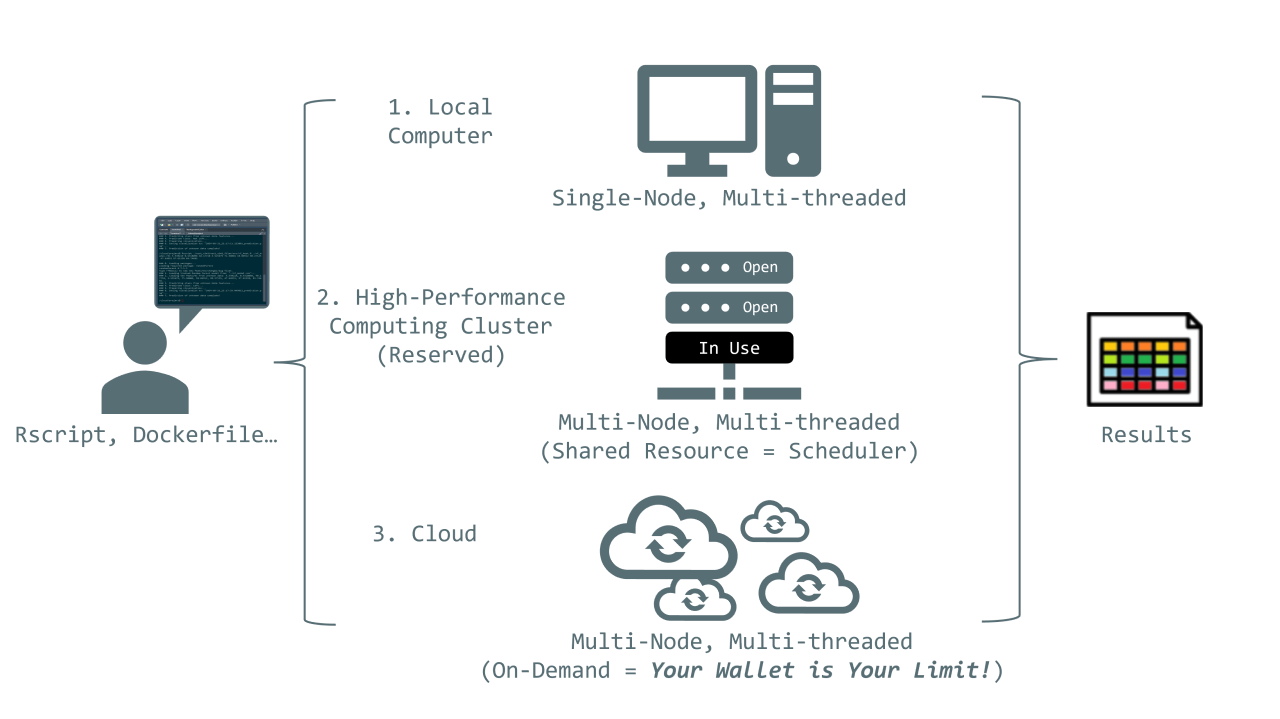 1. Local
Computer
Single-Node, Multi-threaded
Open
Open
In Use
2. High-Performance
Computing Cluster
(Reserved)
Multi-Node, Multi-threaded
(Shared Resource = Scheduler)
Rscript, Dockerfile…
Results
3. Cloud
Multi-Node, Multi-threaded
(On-Demand = Your Wallet is Your Limit!)